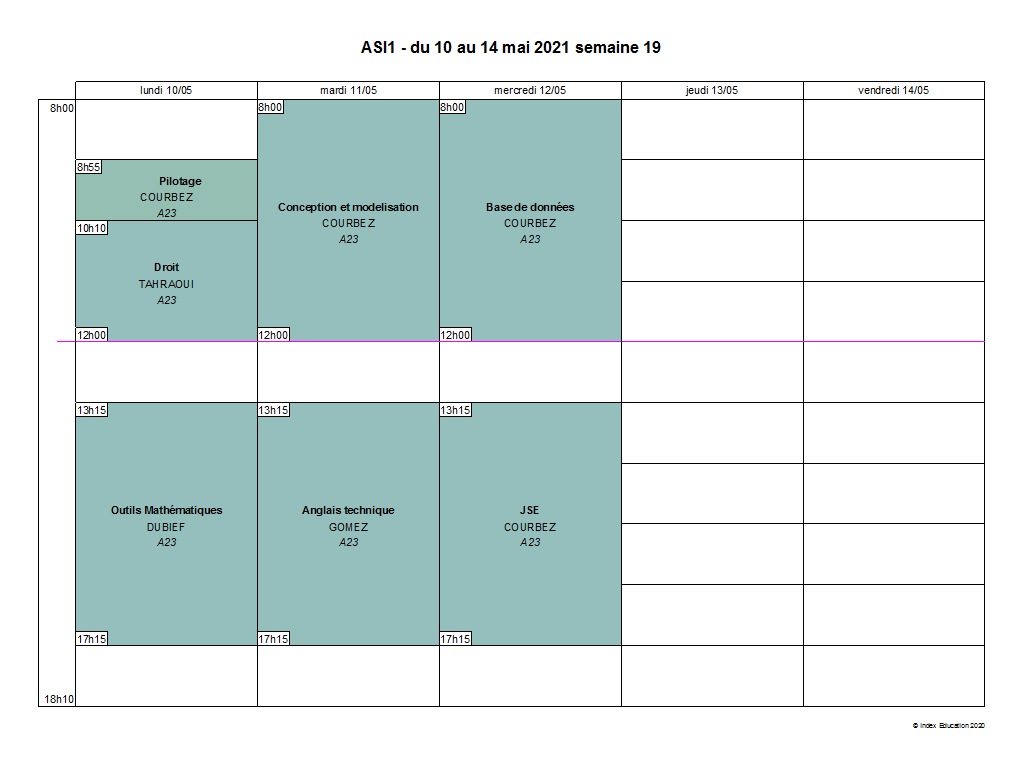 ASI1 - du 10 au 14 mai 2021 semaine 19
lundi 10/05
mardi 11/05
mercredi 12/05
jeudi 13/05
vendredi 14/05
8h00
18h10
8h55
Pilotage
COURBEZ
A23
10h10
Droit
TAHRAOUI
A23
12h00
13h15
Outils Mathématiques
DUBIEF
A23
17h15
8h00
Conception et modelisation
COURBEZ
A23
12h00
13h15
Anglais technique
GOMEZ
A23
17h15
8h00
Base de données
COURBEZ
A23
12h00
13h15
JSE
COURBEZ
A23
17h15
© Index Education 2020